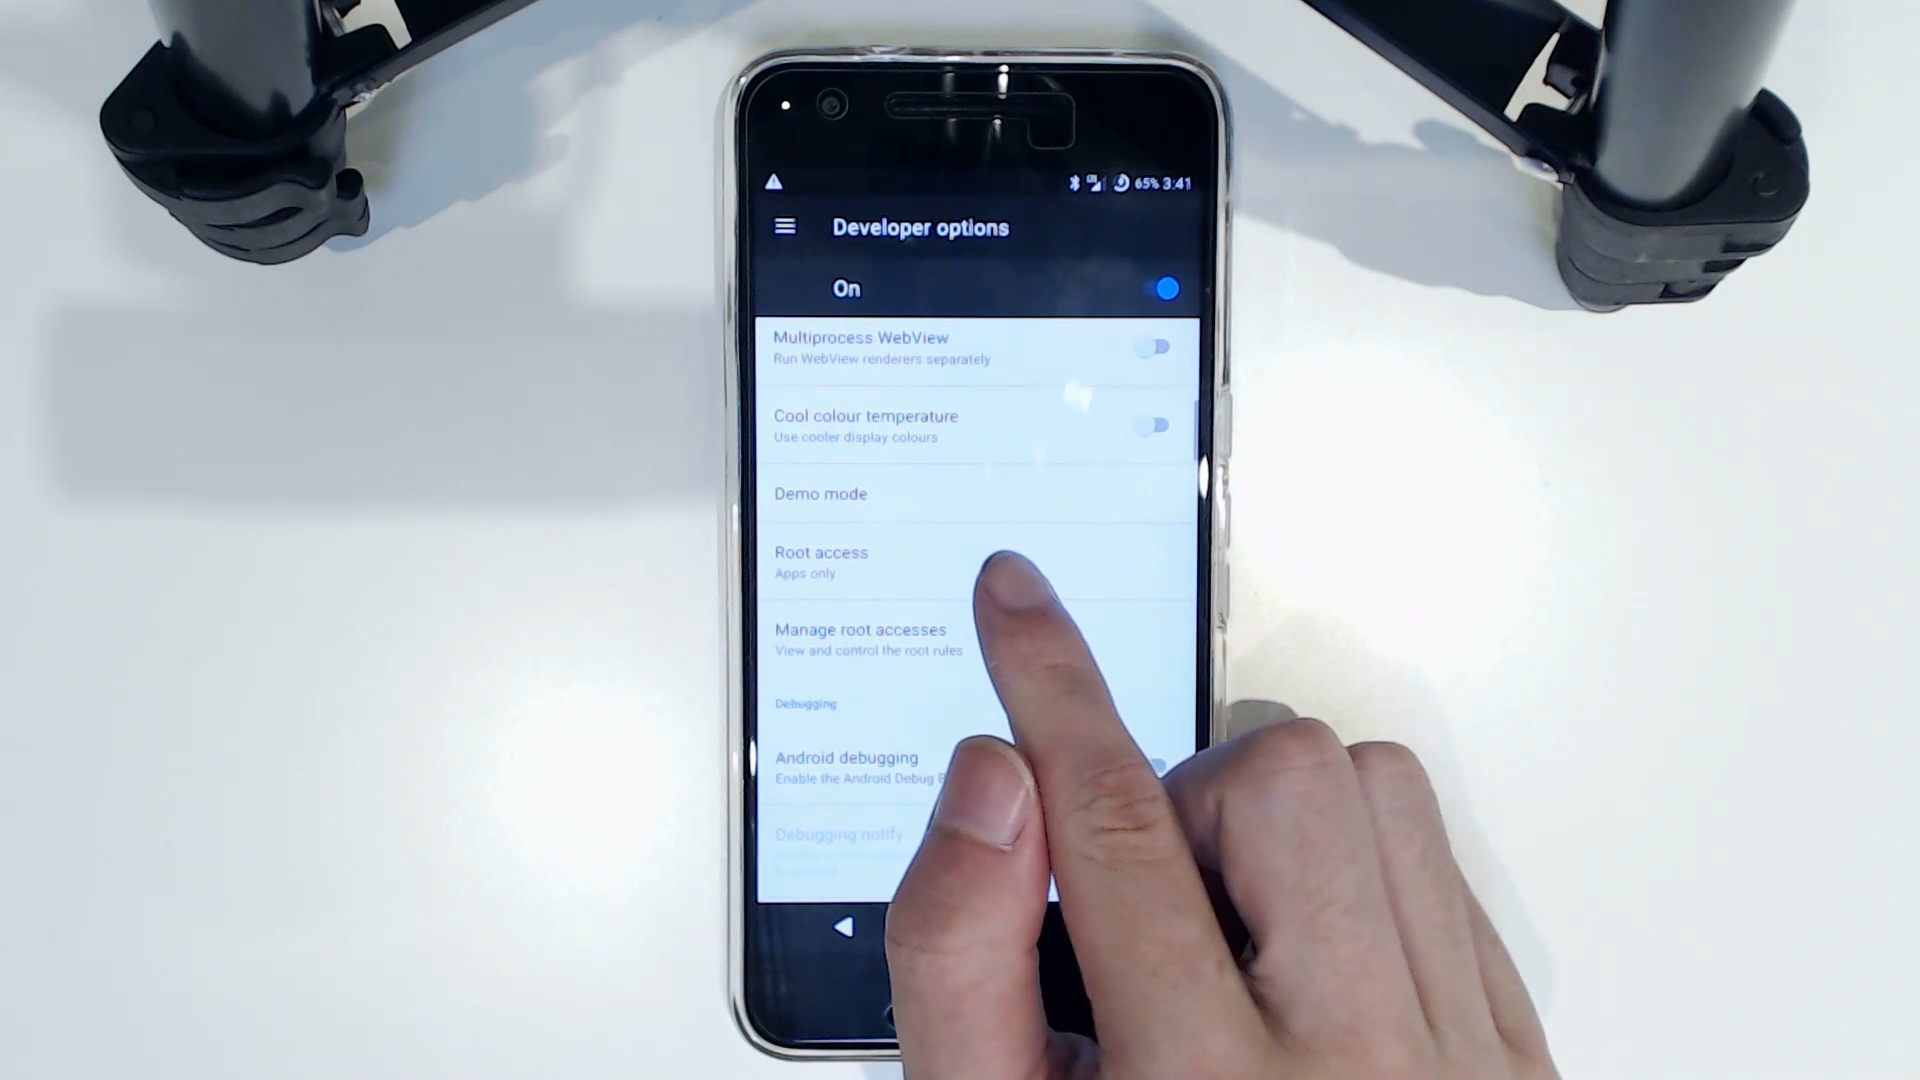 65% 3:41
Developer options
On
Multiprocess WebView
Run WebView renderers separately
Cool colour temperature
Use cooler display colours
Demo mode
Root access
Apps only
Manage root accesses
View and control the root rules
Debugging
Android debugging
Enable the Android Debug
Debugging notify